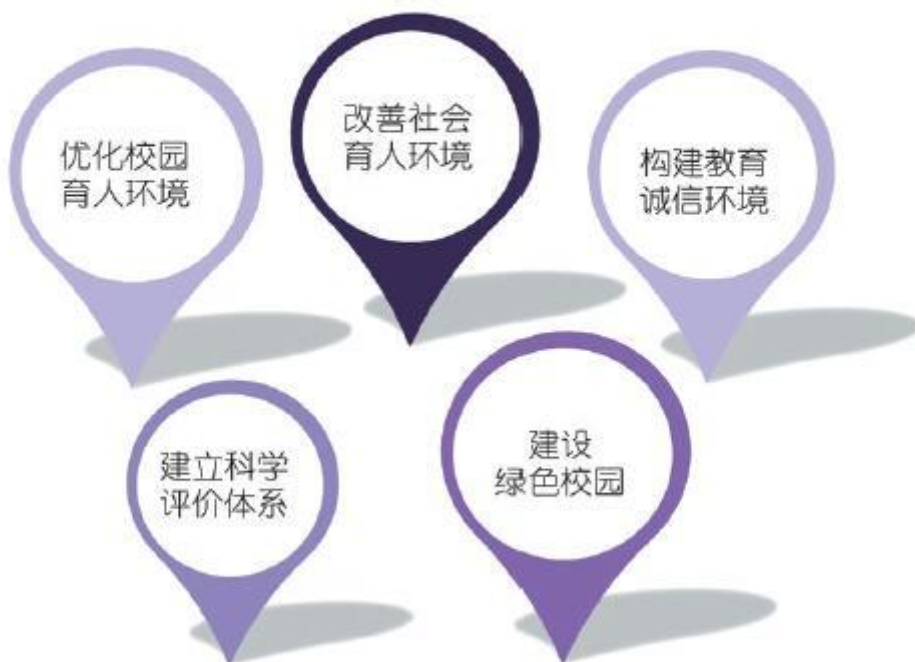 优化校园
育人环境
改善社会
育人环境
构建教育
诚信环境
建立科学
评价体系
建设
绿色校园